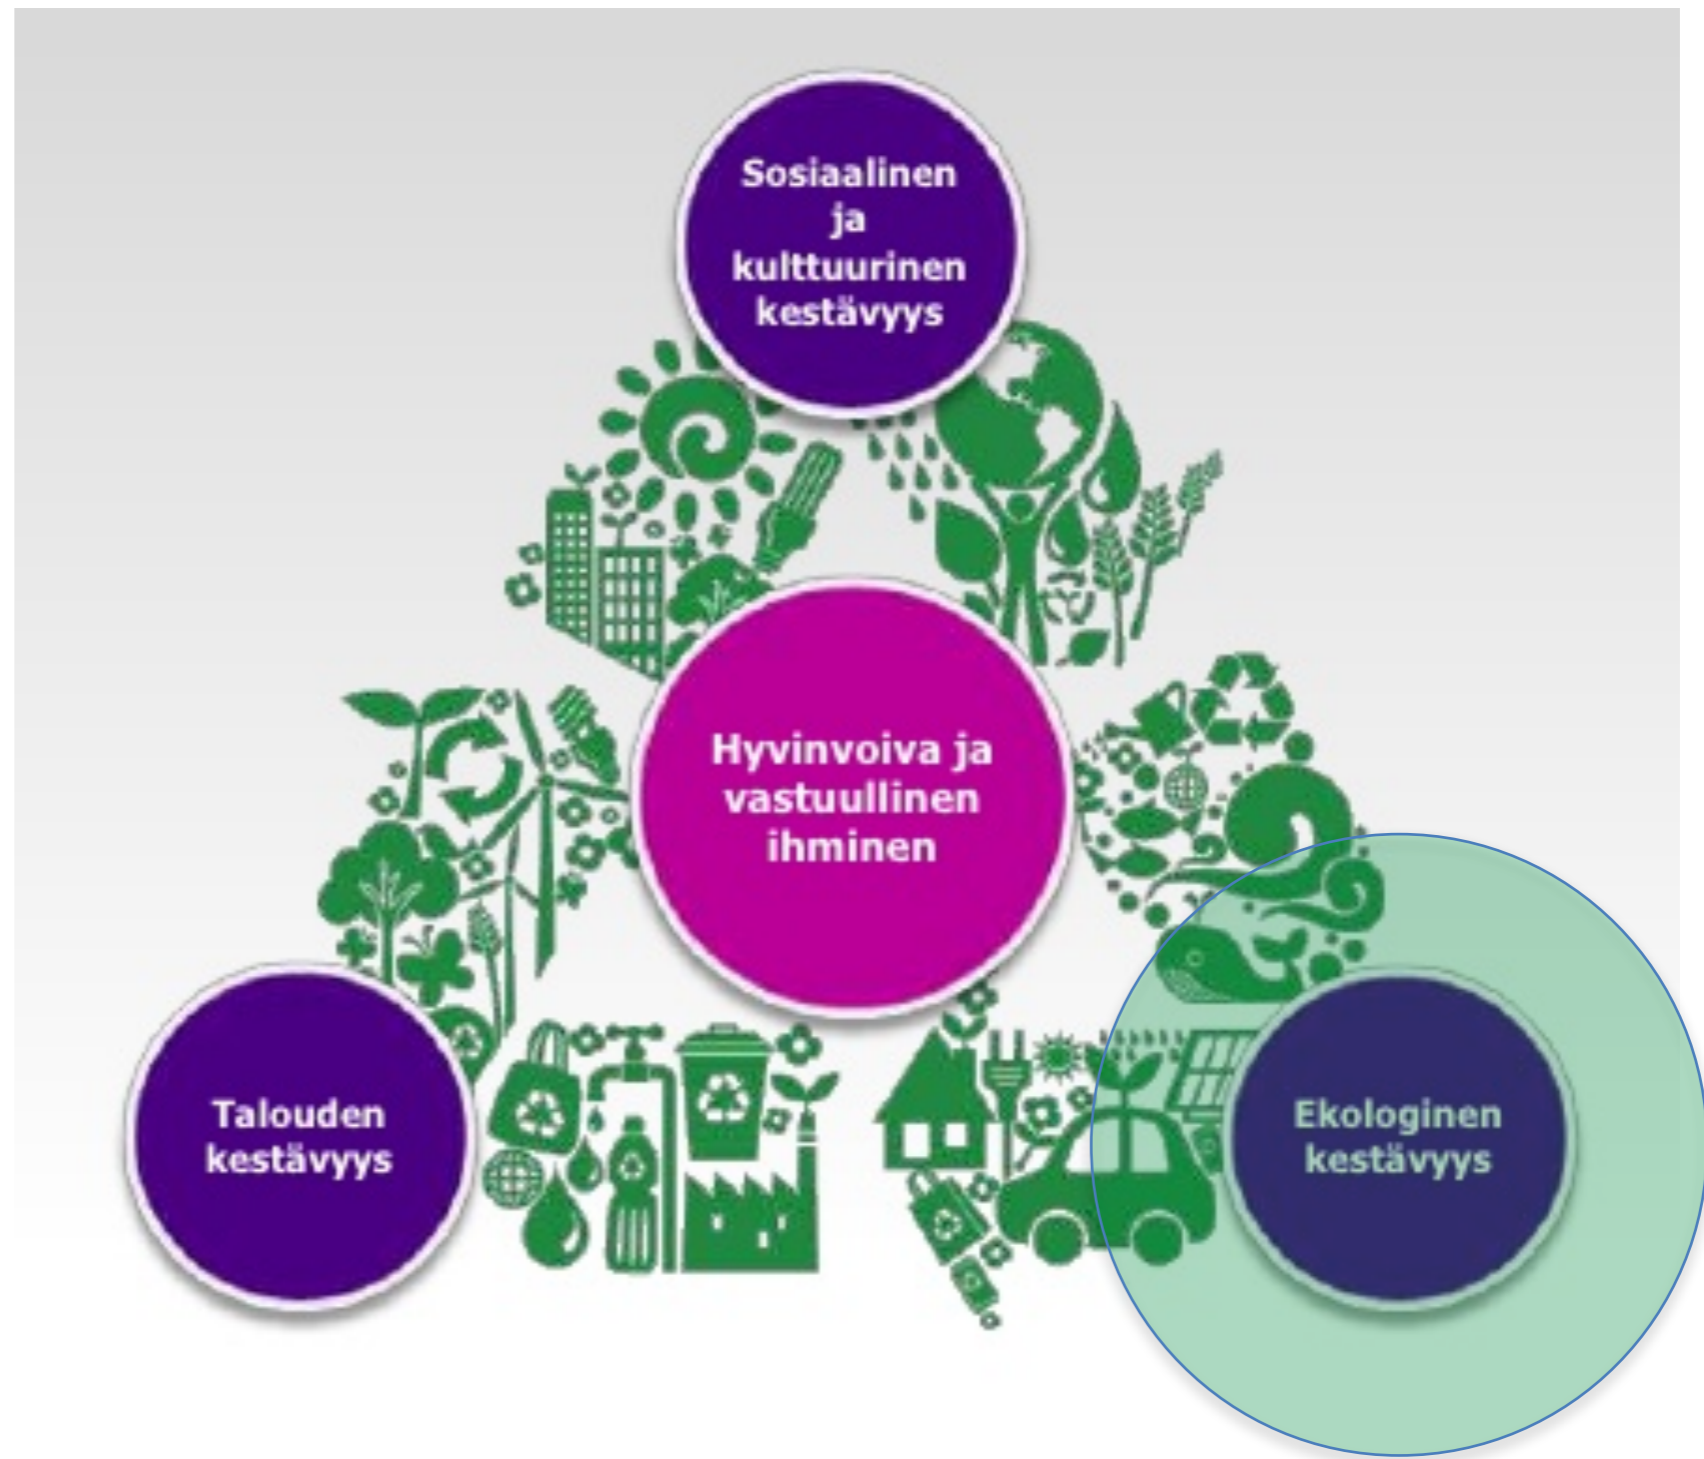 Sosiaalinen
ja
kulttuurinen
kestävyys
Hyvinvoiva ja
vastuullinen
ihminen
Talouden
kestävyys
Ekologinen
kestävyys